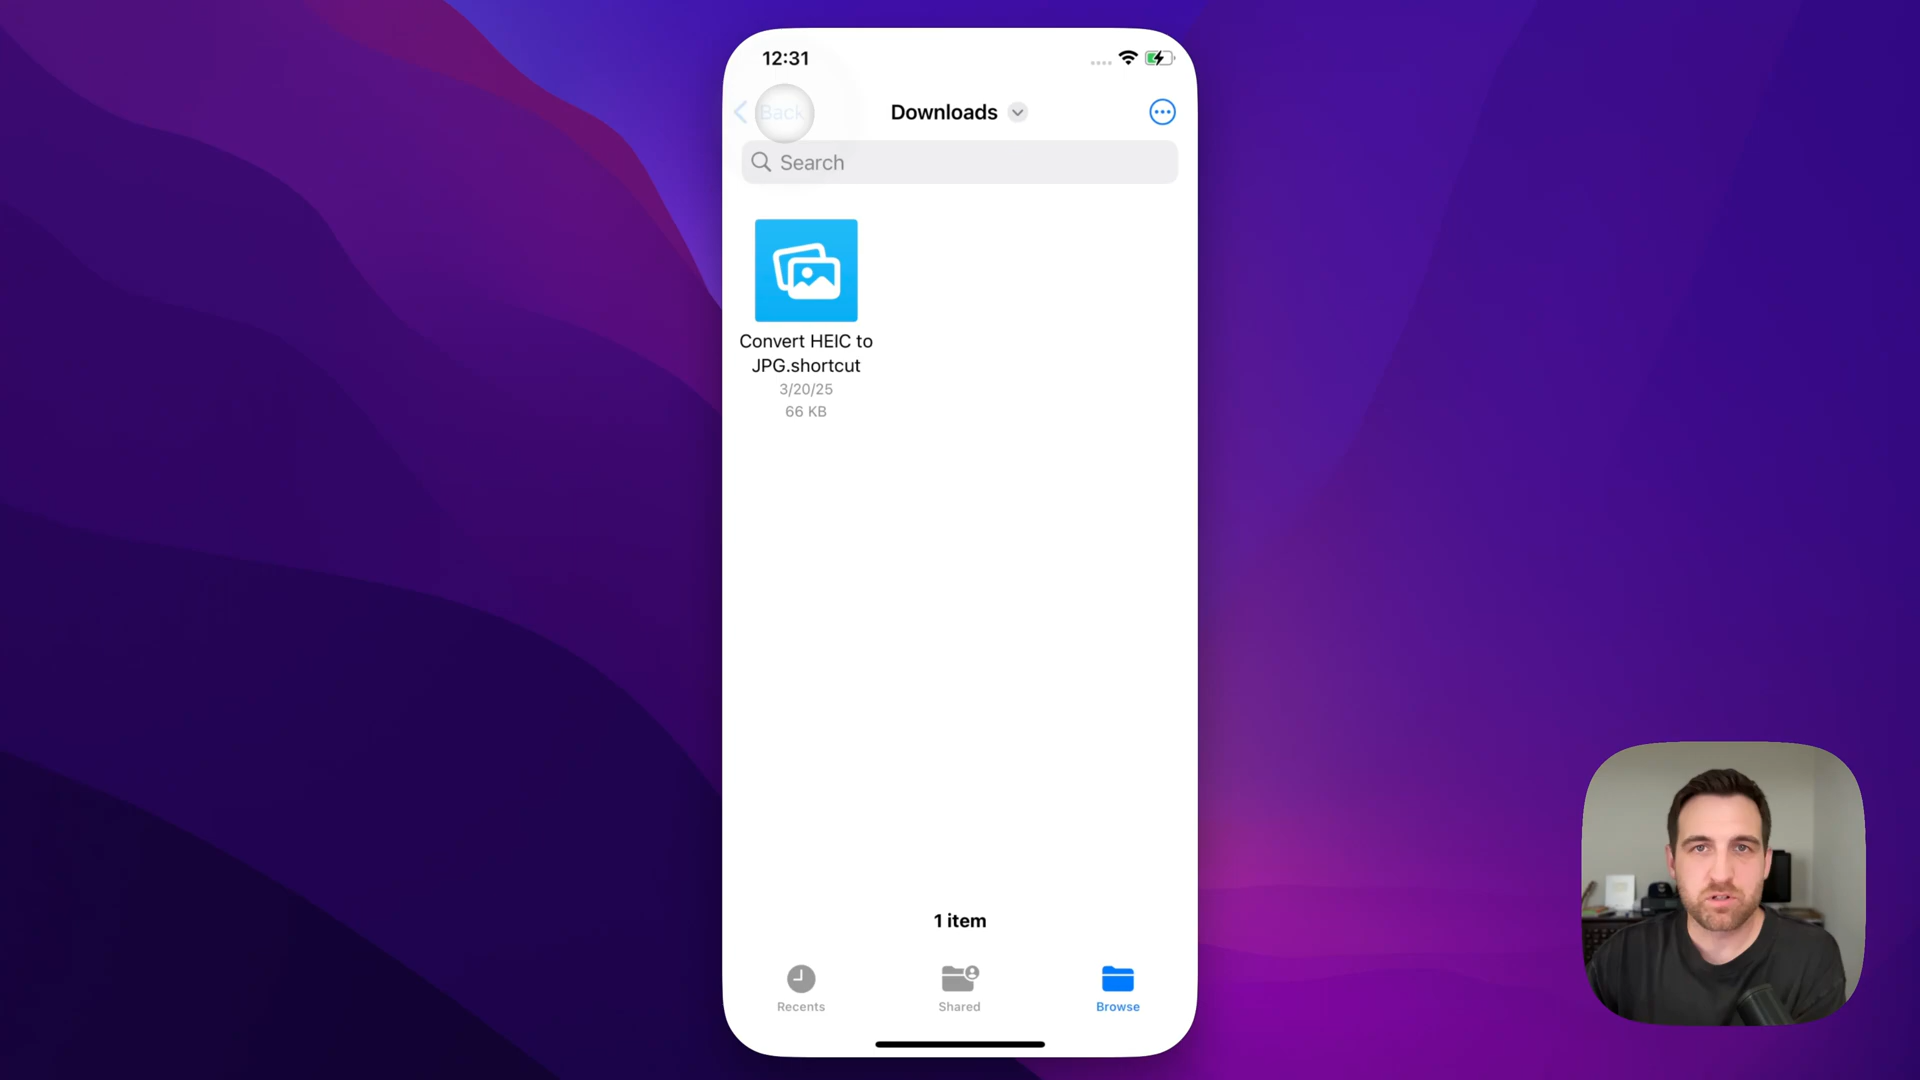 12:31
Back
Downloads
Search
Convert HEIC to
JPG.shortcut
3/20/25
66 KB
1 item
Recents
Shared
Browse